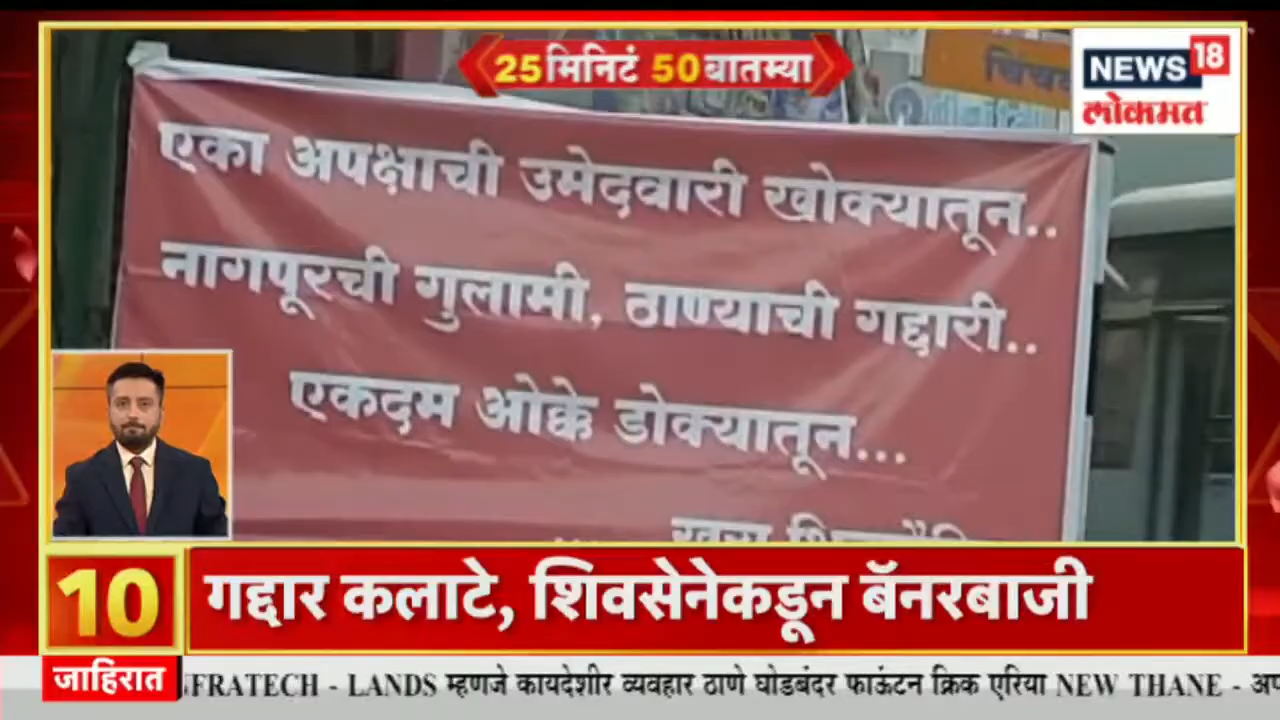 25 मिनिटं 50 बातम्या
NEWS 18
लोकमत
एका अपक्षाची उमेदवारी खोक्यातून..
नागपूरची गुलामी, ठाण्याची गद्दारी..
एकदम ओक्के डोक्यातून...
10
गद्दार कलाटे, शिवसेनेकडून बॅनरबाजी
जाहिरात
FRATECH - LANDS म्हणजे कायदेशीर व्यवहार ठाणे घोडबंदर फाऊंटन क्रिक एरिया NEW THANE - अप